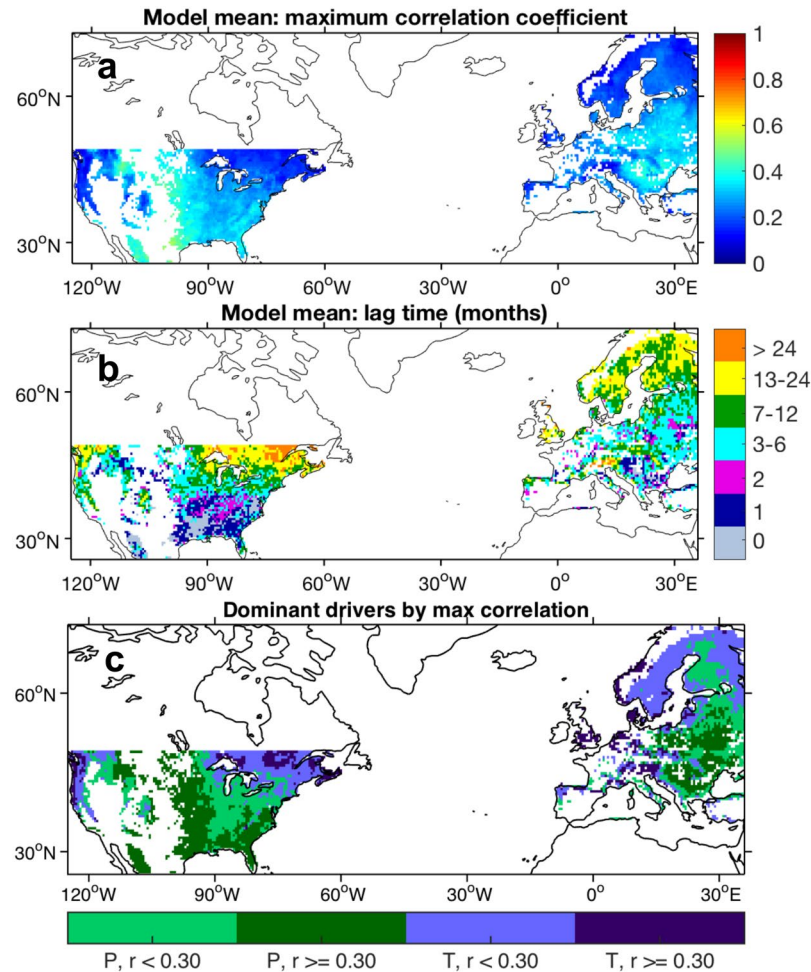 Model mean: maximum correlation coefficient
a
60°N
30°N
120°W 90°W 60°W 30°W 0° 30°E
1
0.8
0.6
0.4
0.2
0
Model mean: lag time (months)
b
60°N
30°N
120°W 90°W 60°W 30°W 0° 30°E
> 24
13-24
7-12
3-6
2
1
0
Dominant drivers by max correlation
c
60°N
30°N
120°W 90°W 60°W 30°W 0° 30°E
P, r < 0.30 P, r >= 0.30 T, r < 0.30 T, r >= 0.30